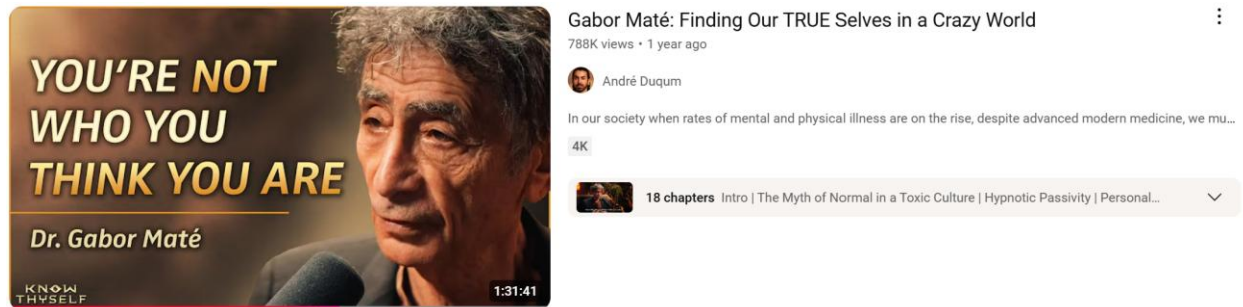 YOU'RE NOT
WHO YOU
THINK YOU ARE
Dr. Gabor Maté
KNOW
THYSELF
1:31:41
Gabor Maté: Finding Our TRUE Selves in a Crazy World
788K views • 1 year ago
André Duqum
In our society when rates of mental and physical illness are on the rise, despite advanced modern medicine, we mu...
4K
18 chapters Intro | The Myth of Normal in a Toxic Culture | Hypnotic Passivity | Personal...